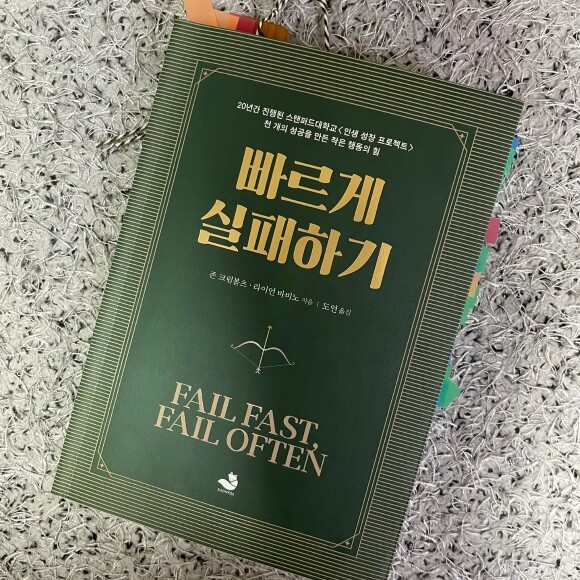 20년간 진행된 스탠퍼드대학교 <인생 성장 프로젝트>
천 개의 성공을 만든 작은 행동의 힘
빠르게
실패하기
존 크럼볼츠 · 라이언 바비노 지음 | 도연 옮김
FAIL FAST,
FAIL OFTEN